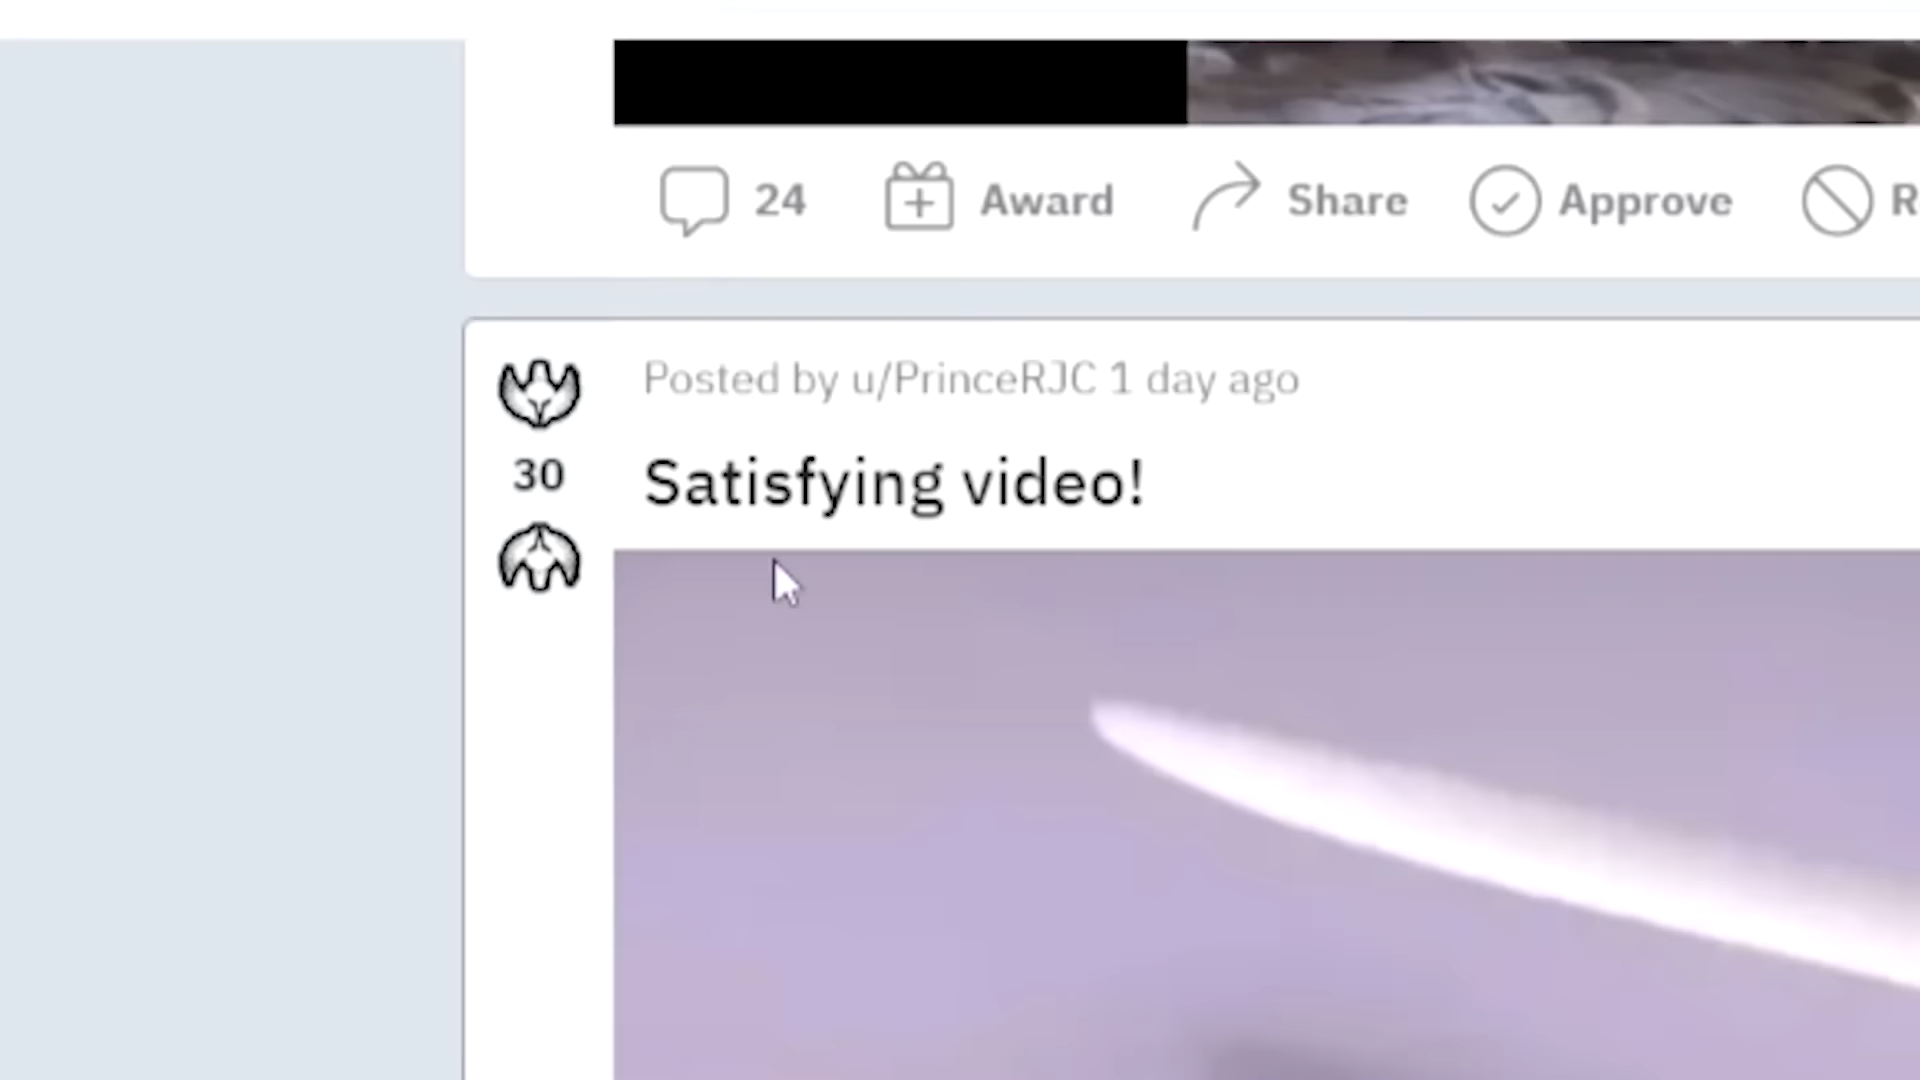 24 Award Share Approve
Posted by u/PrinceRJC 1 day ago
30
Satisfying video!